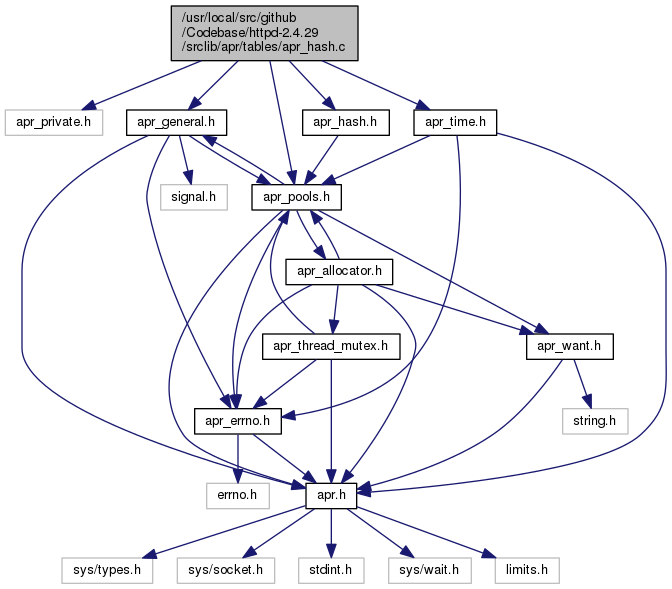 /usr/local/src/github
/Codebase/httpd-2.4.29
/srclib/apr/tables/apr_hash.c
apr_private.h
apr_general.h
apr_hash.h
apr_time.h
signal.h
apr_pools.h
apr_allocator.h
apr_thread_mutex.h
apr_want.h
apr_errno.h
string.h
errno.h
apr.h
sys/types.h
sys/socket.h
stdint.h
sys/wait.h
limits.h